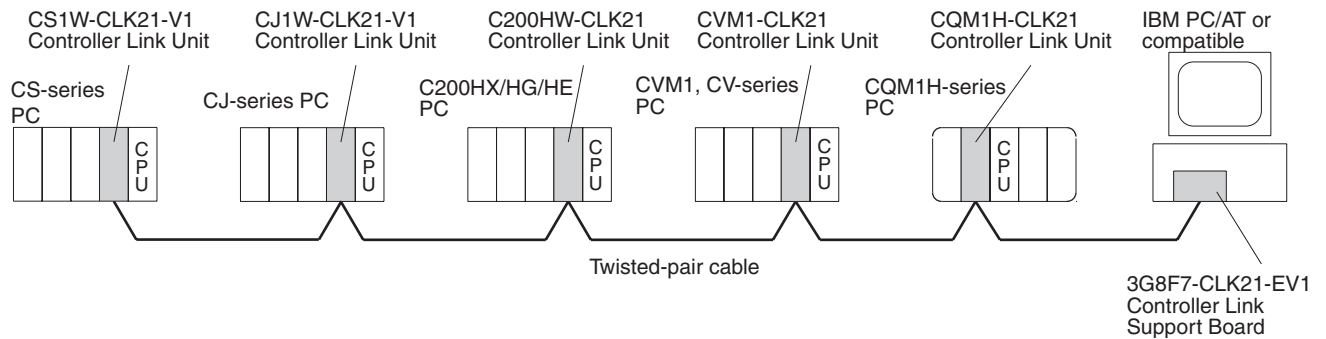 CS1W-CLK21-V1
Controller Link Unit
CJ1W-CLK21-V1
Controller Link Unit
C200HW-CLK21
Controller Link Unit
CVM1-CLK21
Controller Link Unit
CQM1H-CLK21
Controller Link Unit
IBM PC/AT or
compatible
CS-series
PC
CJ-series PC
C200HX/HG/HE
PC
CVM1, CV-series
PC
CQM1H-series
PC
CPU
CPU
CPU
CPU
CPU
Twisted-pair cable
3G8F7-CLK21-EV1
Controller Link
Support Board